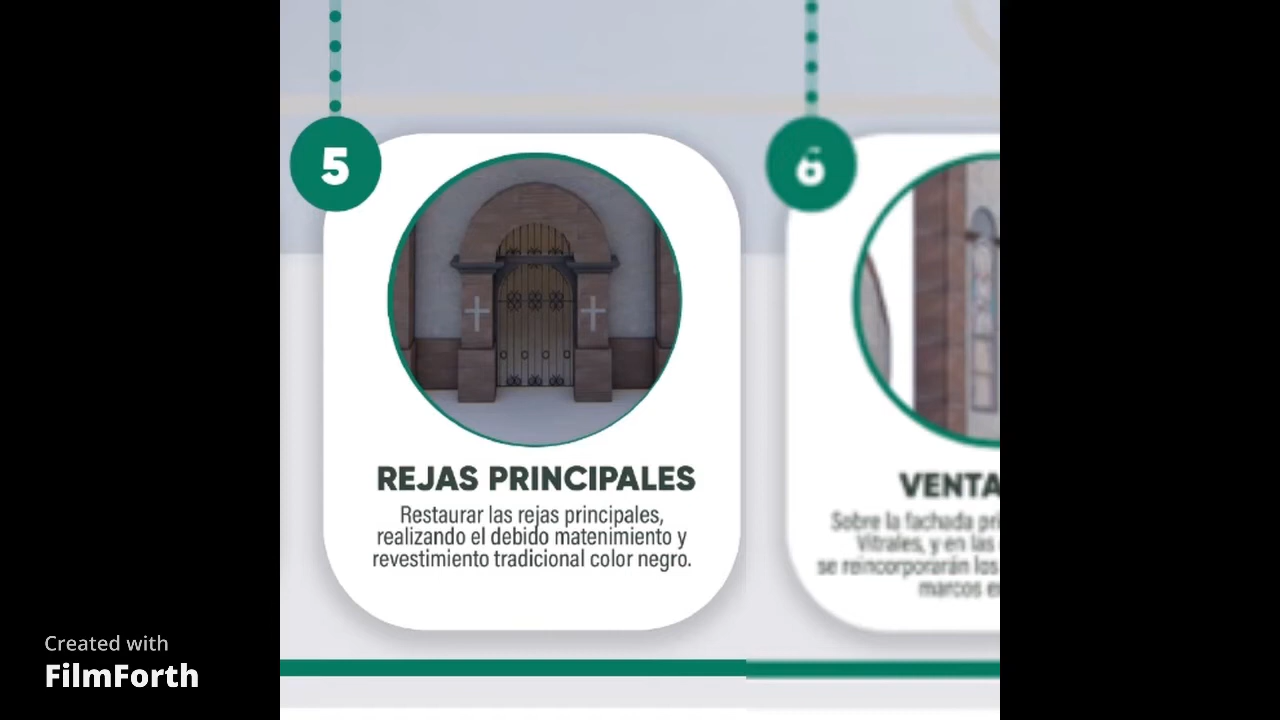 5
REJAS PRINCIPALES
Restaurar las rejas principales,
realizando el debido matenimiento y
revestimiento tradicional color negro.
6
VENTA
Sobre la fachada pri
Vitrales, y en las
se reincorporarán los
marcos e
Created with
FilmForth